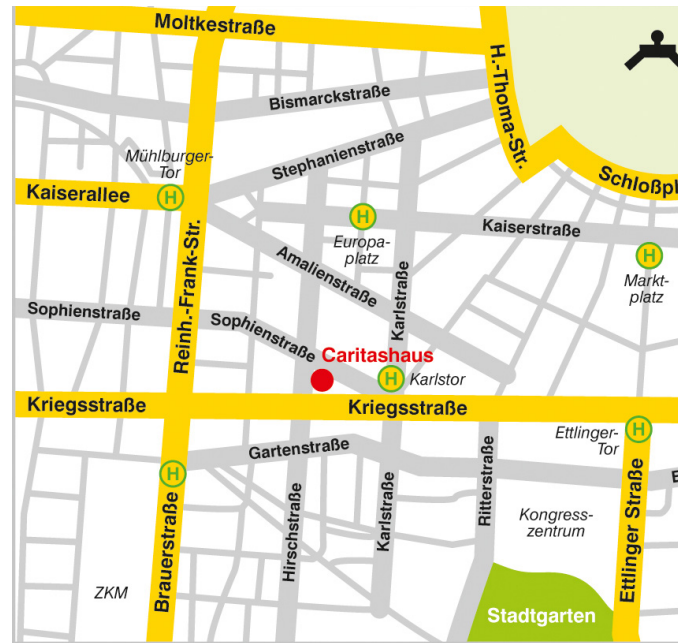 Moltkestraße
H.-Thoma-Str.
Bismarckstraße
Stephanienstraße
Mühlburger-
Tor
Kaiserallee
H
Schloßpl
H
Kaiserstraße
Europa-
platz
H
Markt-
platz
Reinh.-Frank-Str.
Amalienstraße
Karlstraße
Sophienstraße
Sophienstraße
Caritashaus
H
Karlstor
Kriegsstraße
Kriegsstraße
Ettlinger-
Tor
H
Gartenstraße
H
Hirschstraße
Karlstraße
Ritterstraße
E
Kongress-
zentrum
Ettlinger Straße
Brauerstraße
ZKM
Stadtgarten